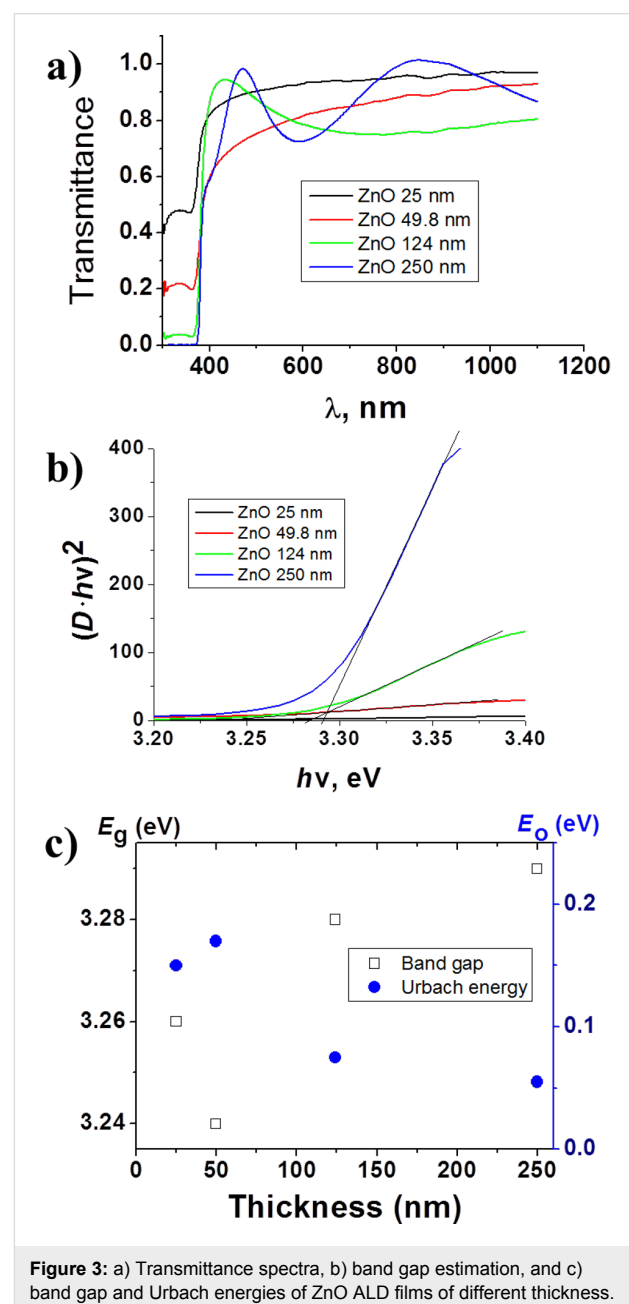 a)
Transmittance
1.0
0.8
0.6
0.4
0.2
0.0
ZnO 25 nm
ZnO 49.8 nm
ZnO 124 nm
ZnO 250 nm
400 600 800 1000 1200
λ, nm
b)
(D·hν)²
400
300
200
100
0
ZnO 25 nm
ZnO 49.8 nm
ZnO 124 nm
ZnO 250 nm
3.20 3.25 3.30 3.35 3.40
hν, eV
c)
Eg (eV)
EO (eV)
3.28
3.26
3.24
0.2
0.1
0.0
Band gap
Urbach energy
0 50 100 150 200 250
Thickness (nm)
Figure 3: a) Transmittance spectra, b) band gap estimation, and c)
band gap and Urbach energies of ZnO ALD films of different thickness.